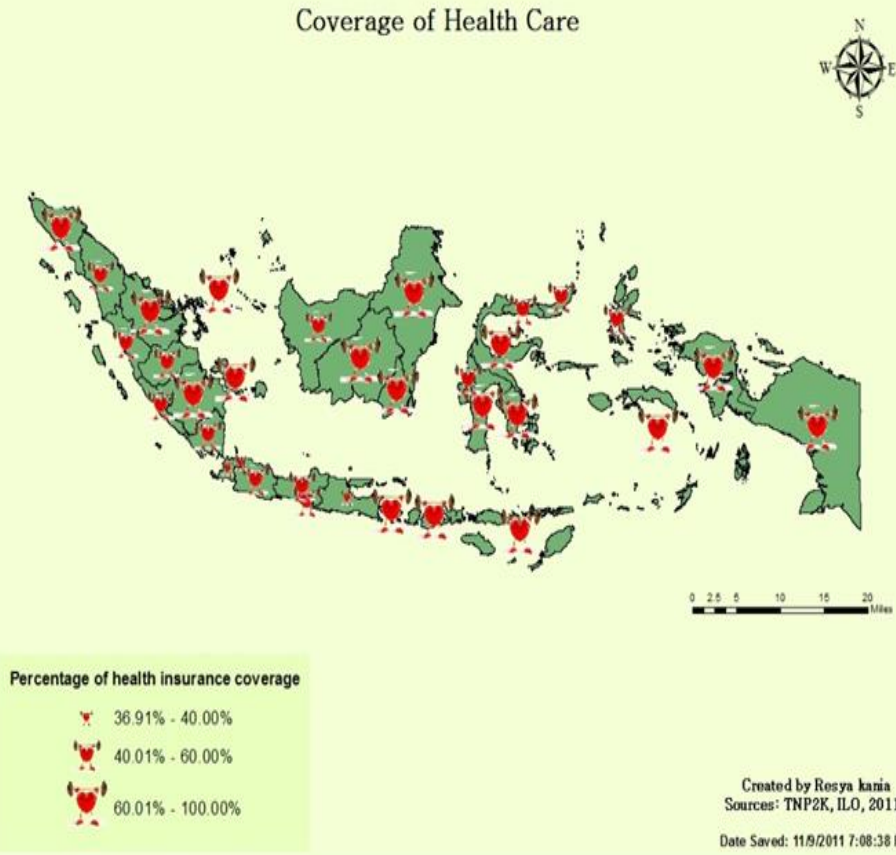 Coverage of Health Care
N
W E
S
0 2.5 5 10 15 20
Miles
Percentage of health insurance coverage
36.91% - 40.00%
40.01% - 60.00%
60.01% - 100.00%
Created by Resya kania
Sources: TNP2K, ILO, 2011
Date Saved: 11/9/2011 7:08:38